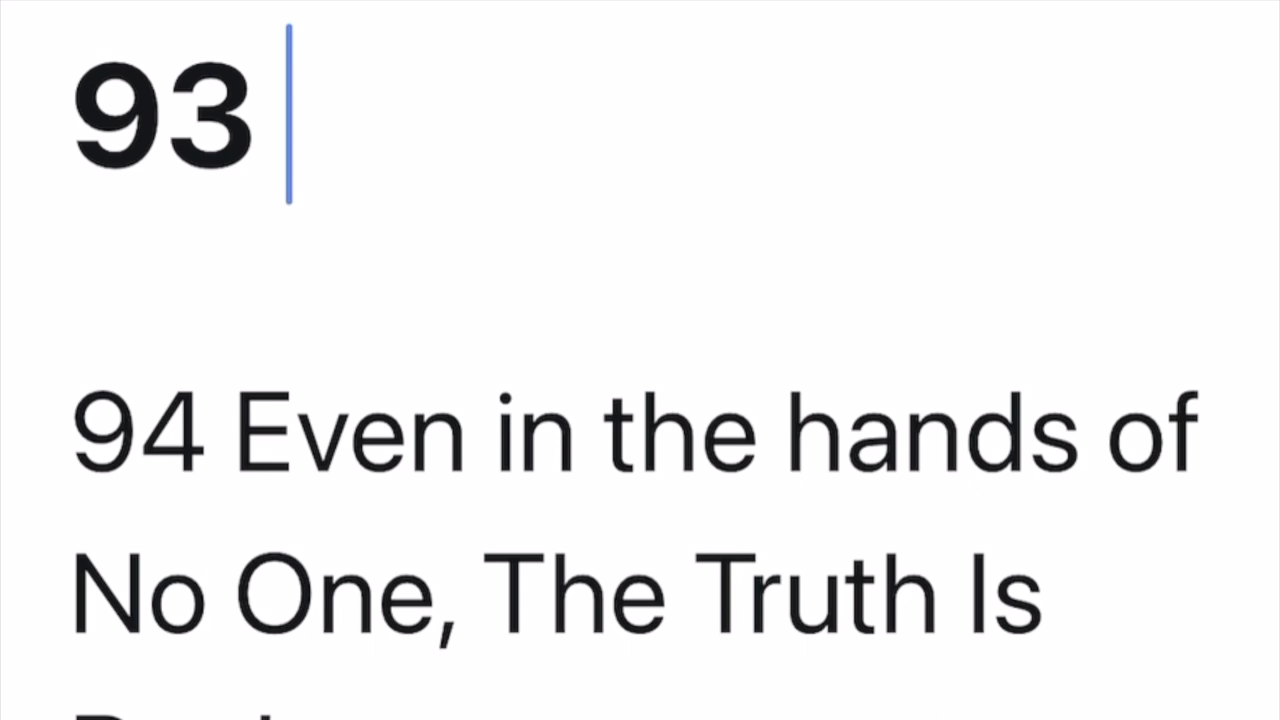 93
94 Even in the hands of
No One, The Truth Is